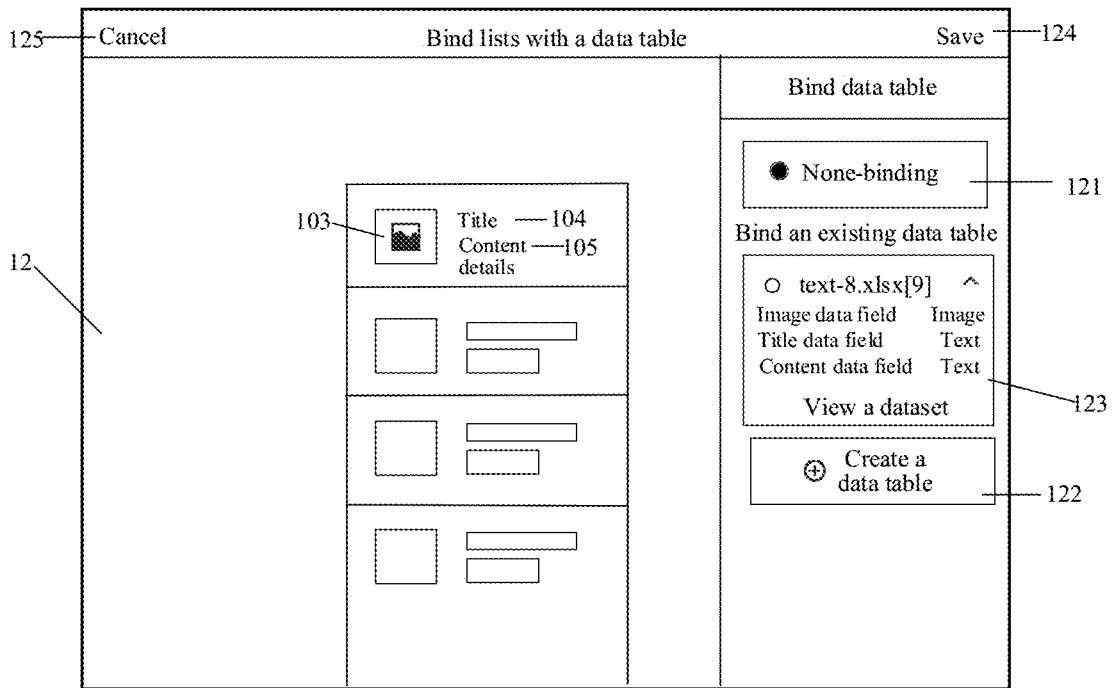 125 Cancel Bind lists with a data table Save 124
Bind data table
None-binding
121
103 Title 104
Content 105
details
12
Bind an existing data table
text-8.xlsx[9]
Image data field Image
Title data field Text
Content data field Text
View a dataset
123
Create a
data table
122